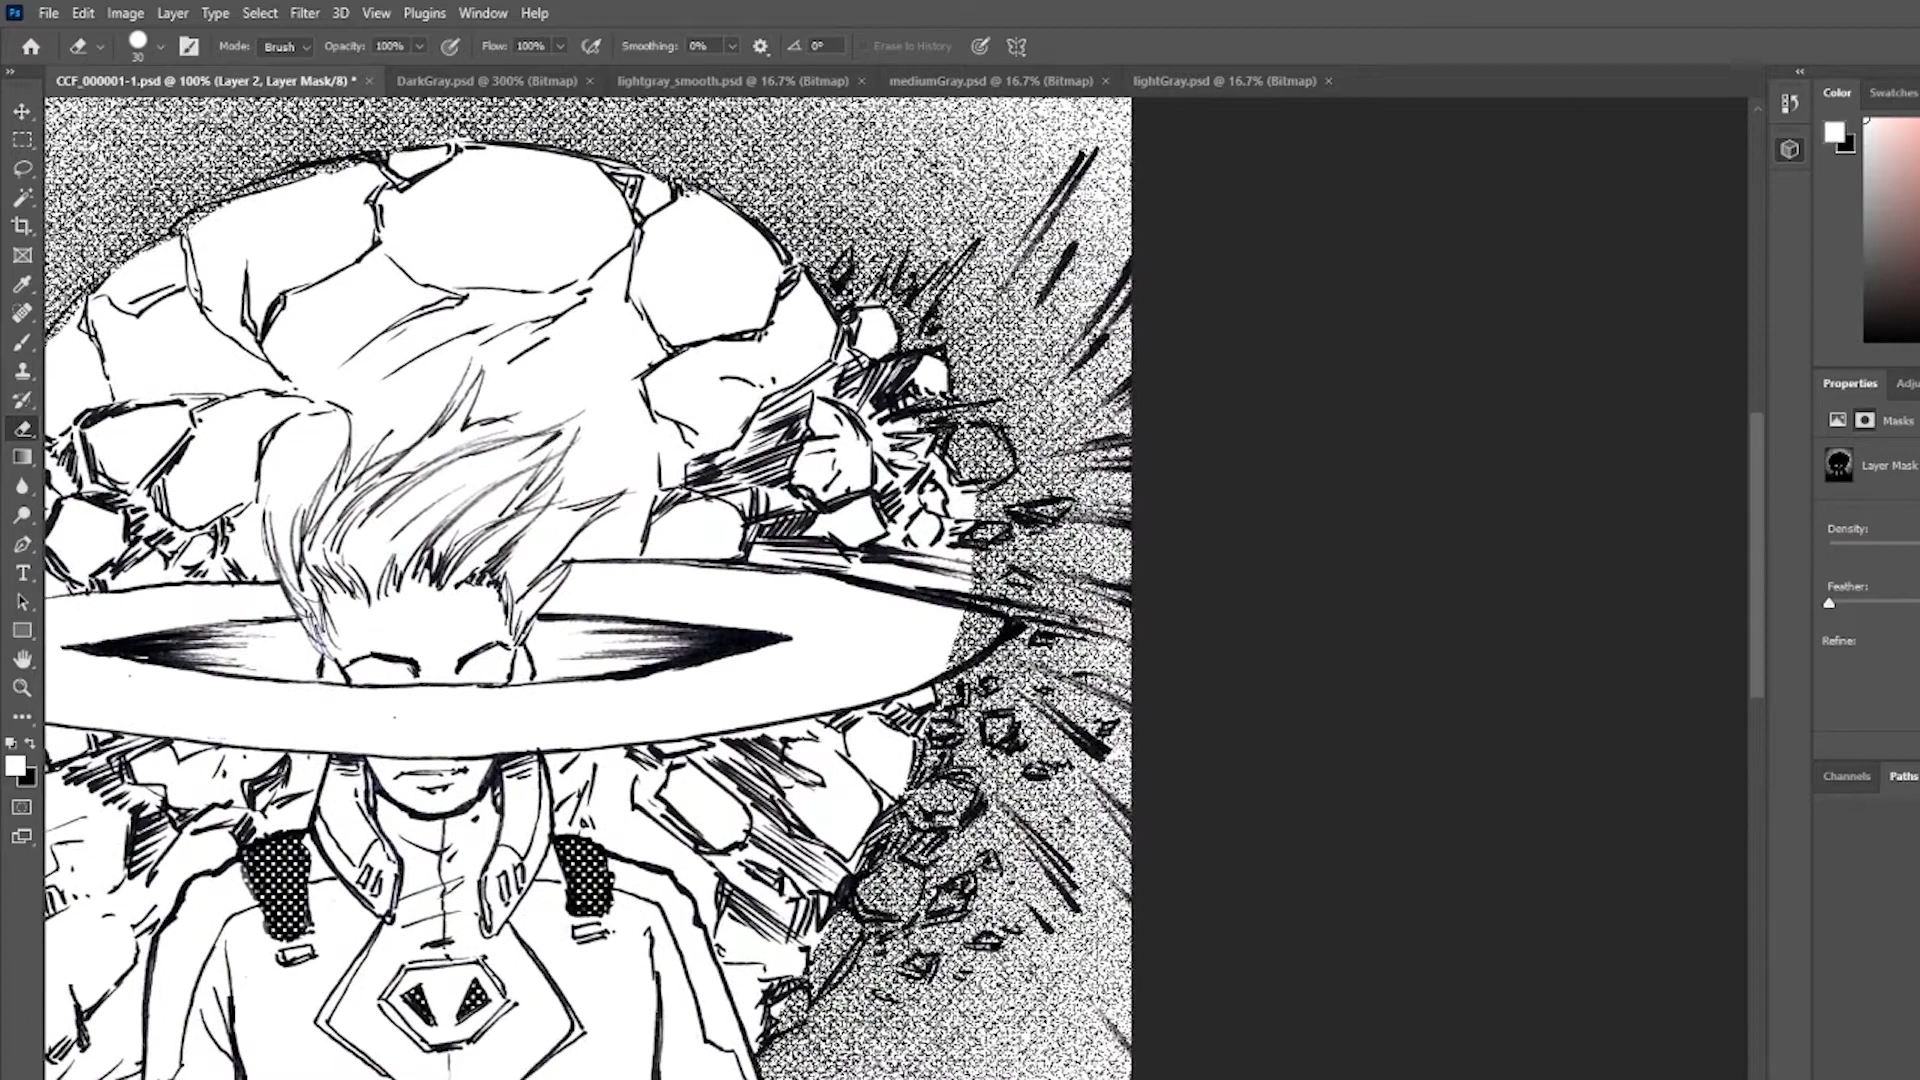 Ps File Edit Image Layer Type Select Filter 3D View Plugins Window Help
30 Mode: Brush Opacity: 100% Flow: 100% Smoothing: 0% 0° Erase to History
CCF_000001-1.psd @ 100% (Layer 2, Layer Mask/8) * × DarkGray.psd @ 300% (Bitmap) × lightgray_smooth.psd @ 16.7% (Bitmap) × mediumGray.psd @ 16.7% (Bitmap) × lightGray.psd @ 16.7% (Bitmap) ×
Color Swatches
Properties Adju
Masks
Layer Mask
Density:
Feather:
Refine:
Channels Paths